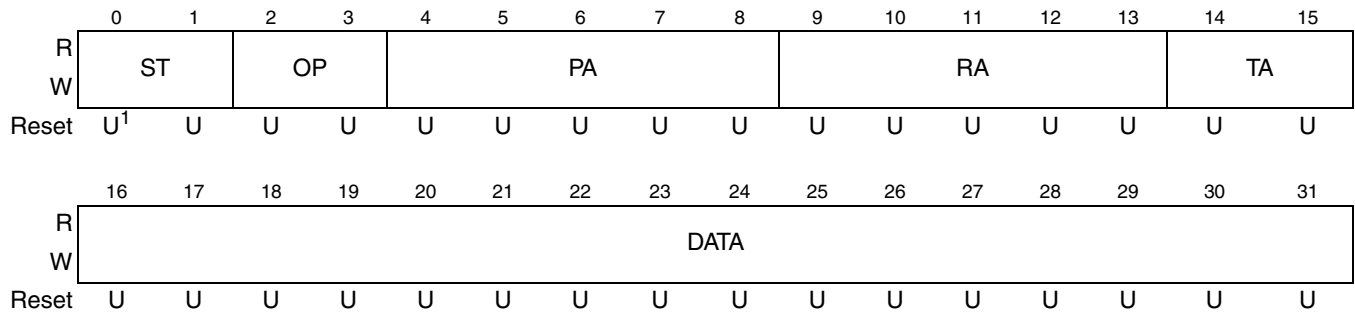 0 1 2 3 4 5 6 7 8 9 10 11 12 13 14 15
R
ST OP PA RA TA
W
Reset U¹ U U U U U U U U U U U U U U U
16 17 18 19 20 21 22 23 24 25 26 27 28 29 30 31
R
DATA
W
Reset U U U U U U U U U U U U U U U U